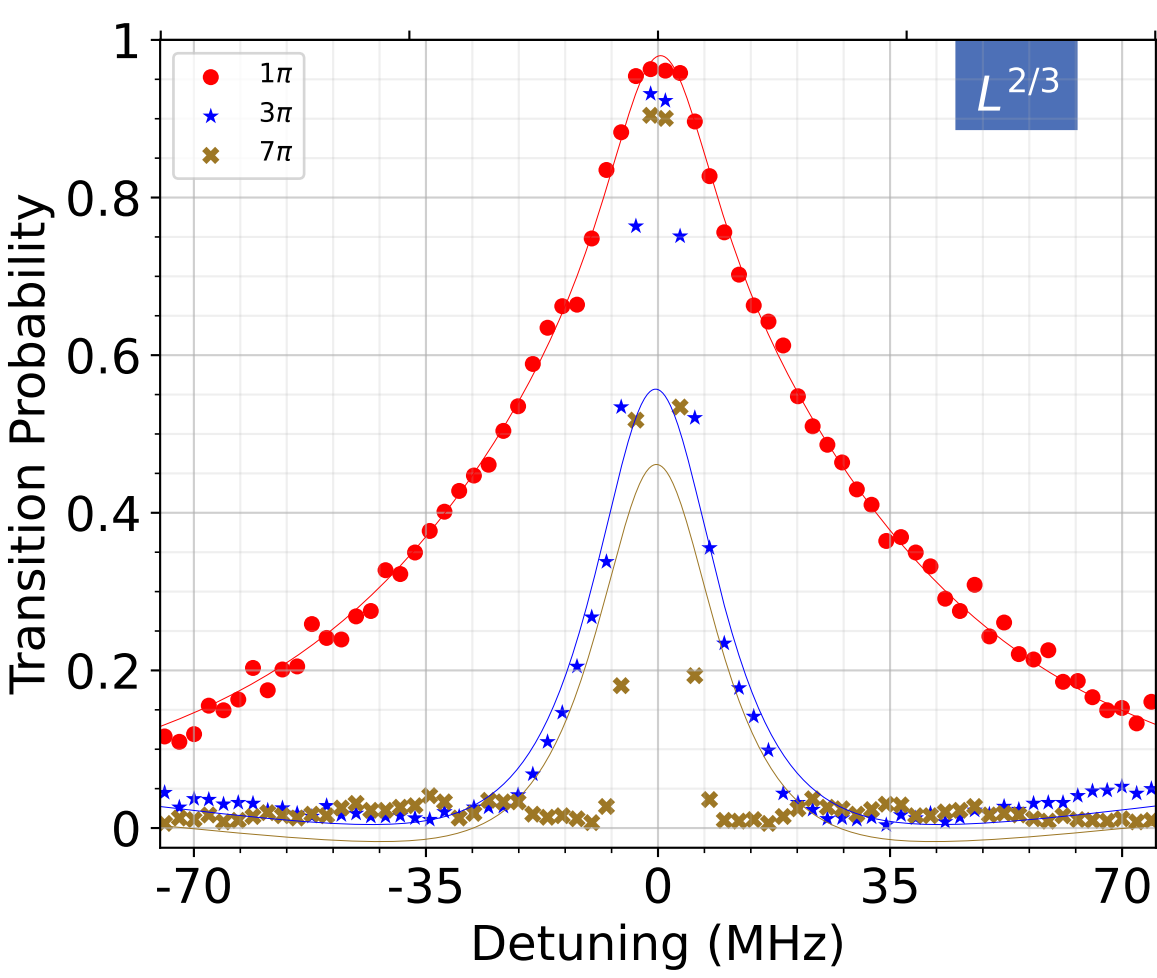 1π
3π
7π
L^{2/3}
Transition Probability
1
0.8
0.6
0.4
0.2
0
-70 -35 0 35 70
Detuning (MHz)